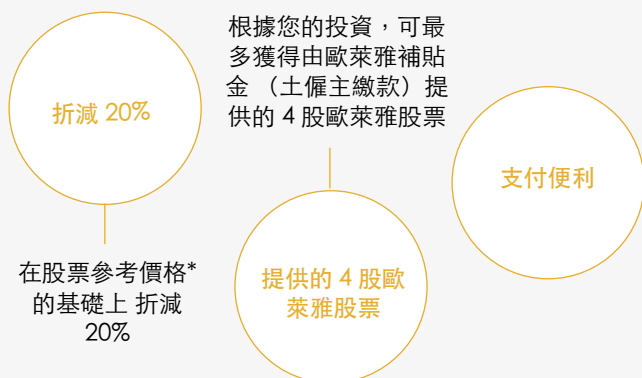 折減 20%
在股票參考價格*
的基礎上 折減
20%
根據您的投資，可最
多獲得由歐萊雅補貼
金 （土僱主繳款）提
供的 4 股歐萊雅股票
提供的 4 股歐
萊雅股票
支付便利